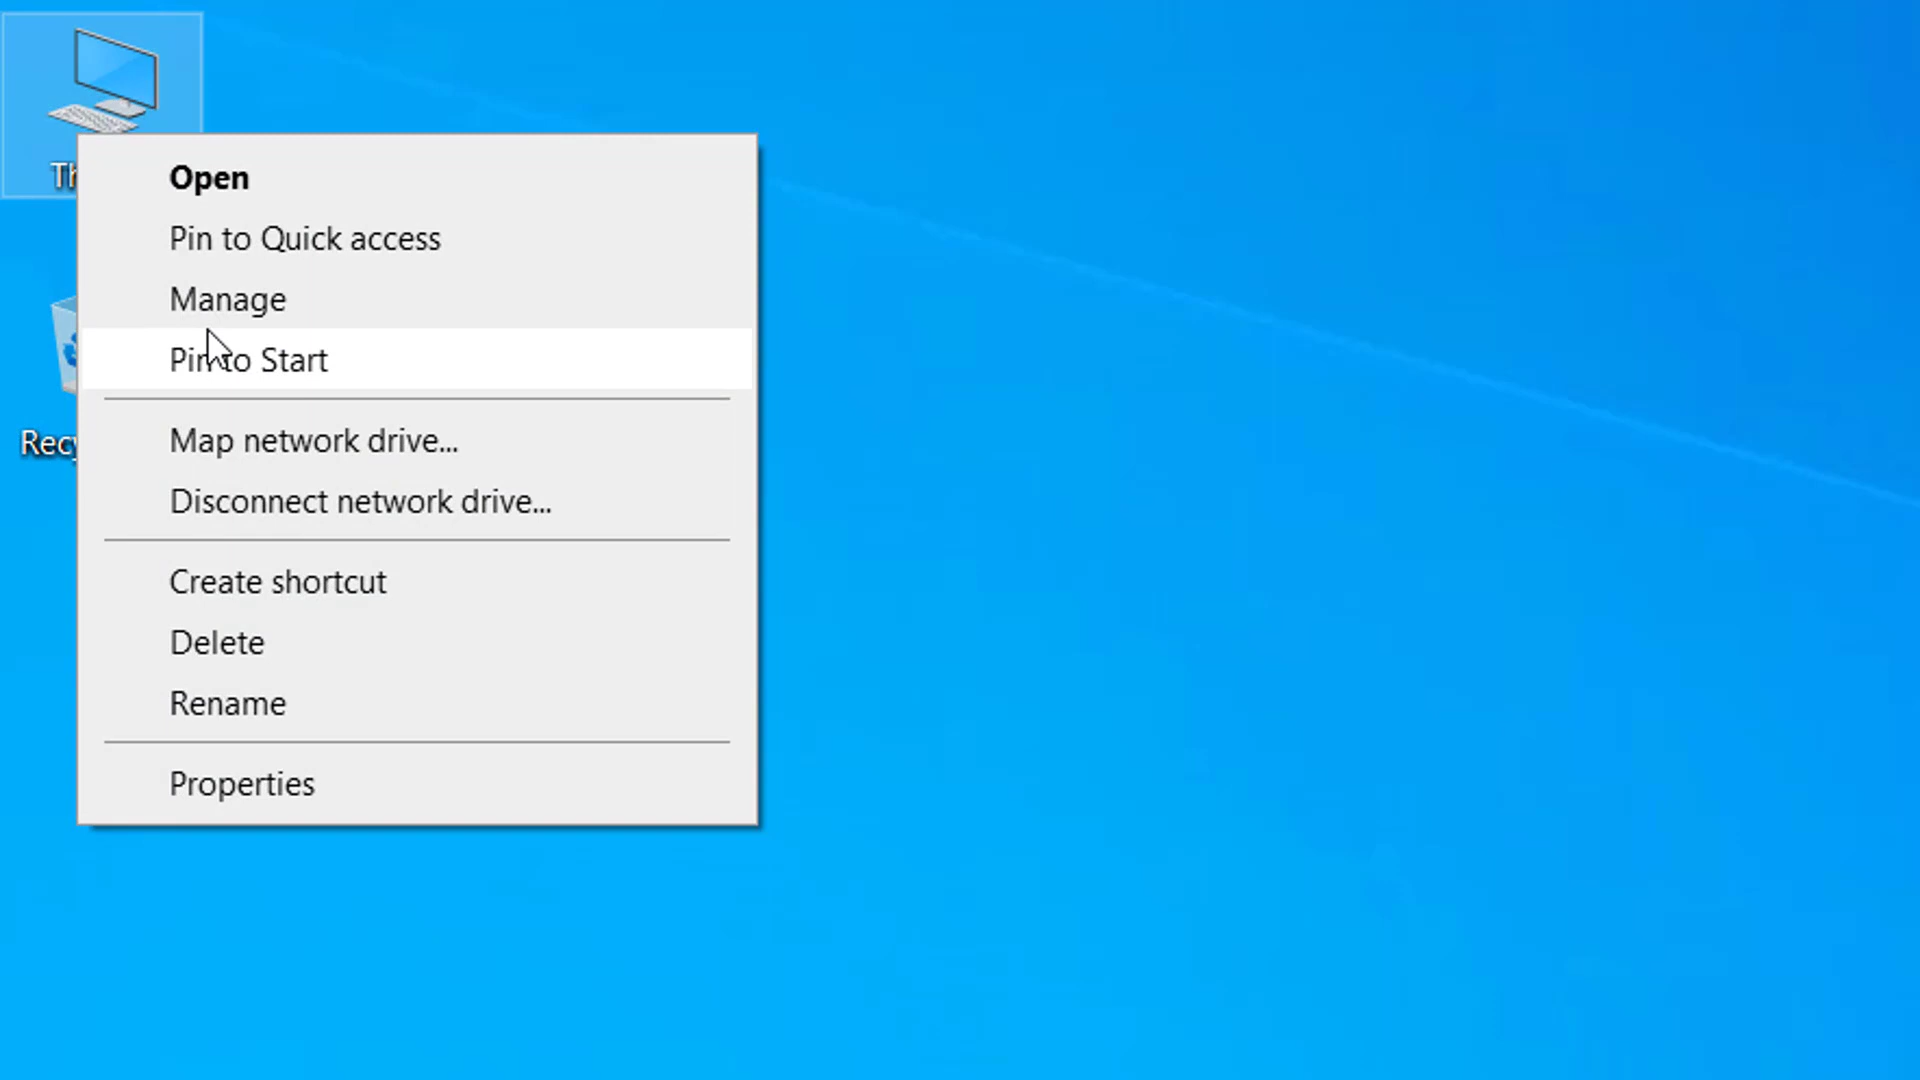 Open
Pin to Quick access
Manage
Pin to Start
Map network drive...
Disconnect network drive...
Create shortcut
Delete
Rename
Properties